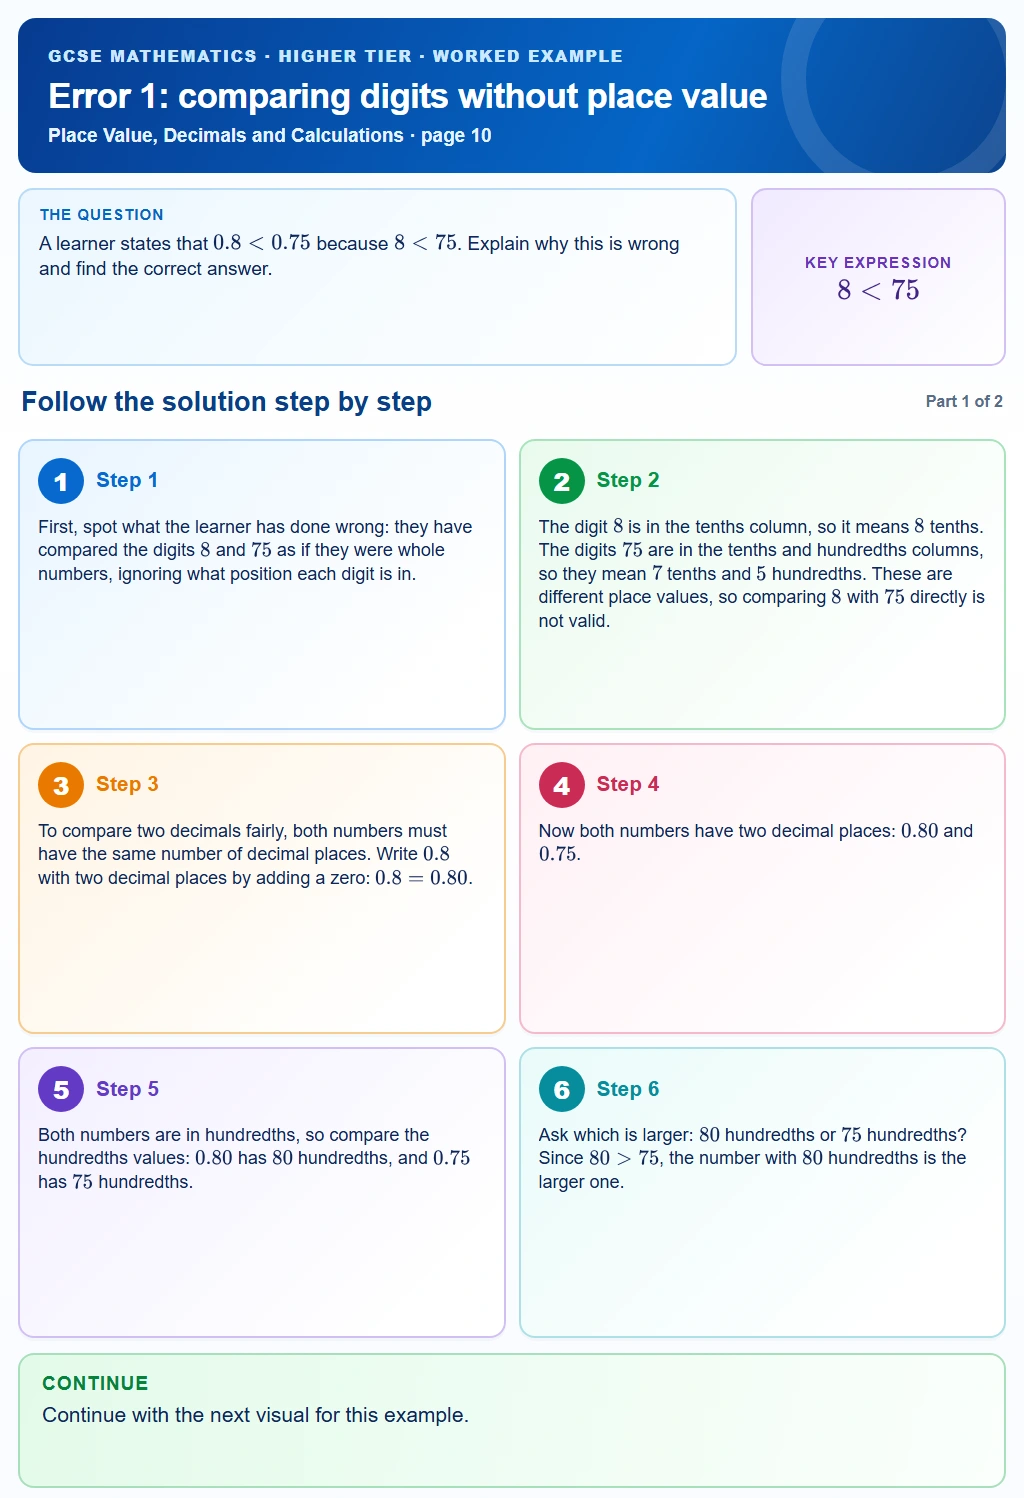 GCSE MATHEMATICS · HIGHER TIER · WORKED EXAMPLE
Error 1: comparing digits without place value
Place Value, Decimals and Calculations · page 10
THE QUESTION
A learner states that 0.8 < 0.75 because 8 < 75. Explain why this is wrong
and find the correct answer.
KEY EXPRESSION
8 < 75
Follow the solution step by step
Part 1 of 2
1 Step 1
First, spot what the learner has done wrong: they have
compared the digits 8 and 75 as if they were whole
numbers, ignoring what position each digit is in.
2 Step 2
The digit 8 is in the tenths column, so it means 8 tenths.
The digits 75 are in the tenths and hundredths columns,
so they mean 7 tenths and 5 hundredths. These are
different place values, so comparing 8 with 75 directly is
not valid.
3 Step 3
To compare two decimals fairly, both numbers must
have the same number of decimal places. Write 0.8
with two decimal places by adding a zero: 0.8 = 0.80.
4 Step 4
Now both numbers have two decimal places: 0.80 and
0.75.
5 Step 5
Both numbers are in hundredths, so compare the
hundredths values: 0.80 has 80 hundredths, and 0.75
has 75 hundredths.
6 Step 6
Ask which is larger: 80 hundredths or 75 hundredths?
Since 80 > 75, the number with 80 hundredths is the
larger one.
CONTINUE
Continue with the next visual for this example.